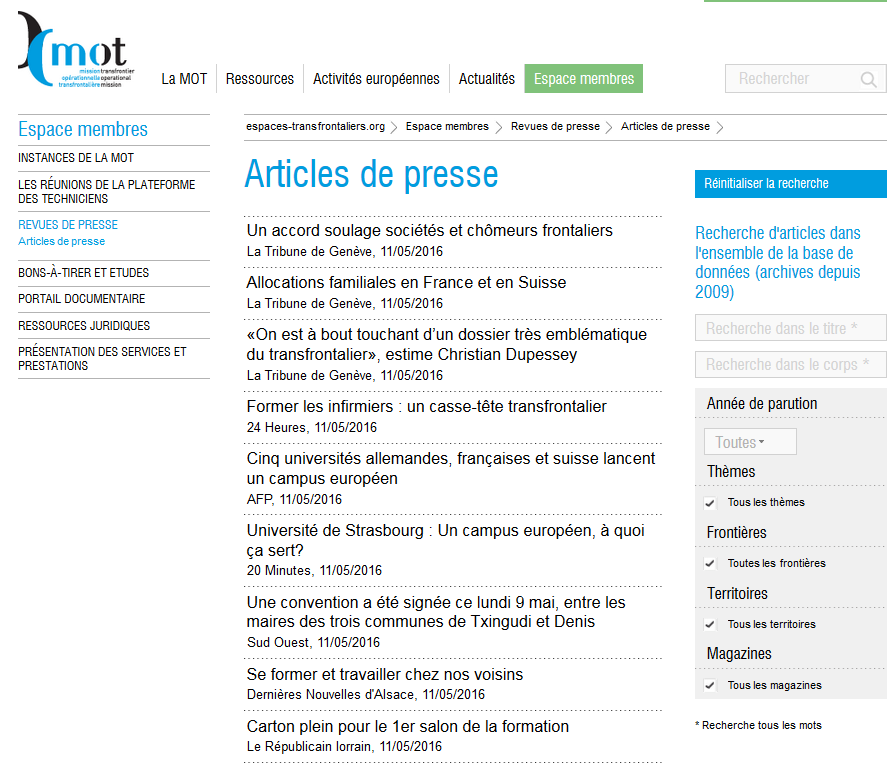 mot
mission transfrontier
opérationnelle operational
transfrontalière mission
La MOT
Ressources
Activités européennes
Actualités
Espace membres
Rechercher
Espace membres
INSTANCES DE LA MOT
LES RÉUNIONS DE LA PLATEFORME
DES TECHNICIENS
REVUES DE PRESSE
Articles de presse
BONS-À-TIRER ET ETUDES
PORTAIL DOCUMENTAIRE
RESSOURCES JURIDIQUES
PRÉSENTATION DES SERVICES ET
PRESTATIONS
espaces-transfrontaliers.org
Espace membres
Revues de presse
Articles de presse
Articles de presse
Un accord soulage sociétés et chômeurs frontaliers
La Tribune de Genève, 11/05/2016
Allocations familiales en France et en Suisse
La Tribune de Genève, 11/05/2016
«On est à bout touchant d’un dossier très emblématique
du transfrontalier», estime Christian Dupessey
La Tribune de Genève, 11/05/2016
Former les infirmiers : un casse-tête transfrontalier
24 Heures, 11/05/2016
Cinq universités allemandes, françaises et suisse lancent
un campus européen
AFP, 11/05/2016
Université de Strasbourg : Un campus européen, à quoi
ça sert?
20 Minutes, 11/05/2016
Une convention a été signée ce lundi 9 mai, entre les
maires des trois communes de Txingudi et Denis
Sud Ouest, 11/05/2016
Se former et travailler chez nos voisins
Dernières Nouvelles d'Alsace, 11/05/2016
Carton plein pour le 1er salon de la formation
Le Républicain lorrain, 11/05/2016
Réinitialiser la recherche
Recherche d'articles dans
l'ensemble de la base de
données (archives depuis
2009)
Recherche dans le titre *
Recherche dans le corps *
Année de parution
Toutes
Thèmes
Tous les thèmes
Frontières
Toutes les frontières
Territoires
Tous les territoires
Magazines
Tous les magazines
* Recherche tous les mots